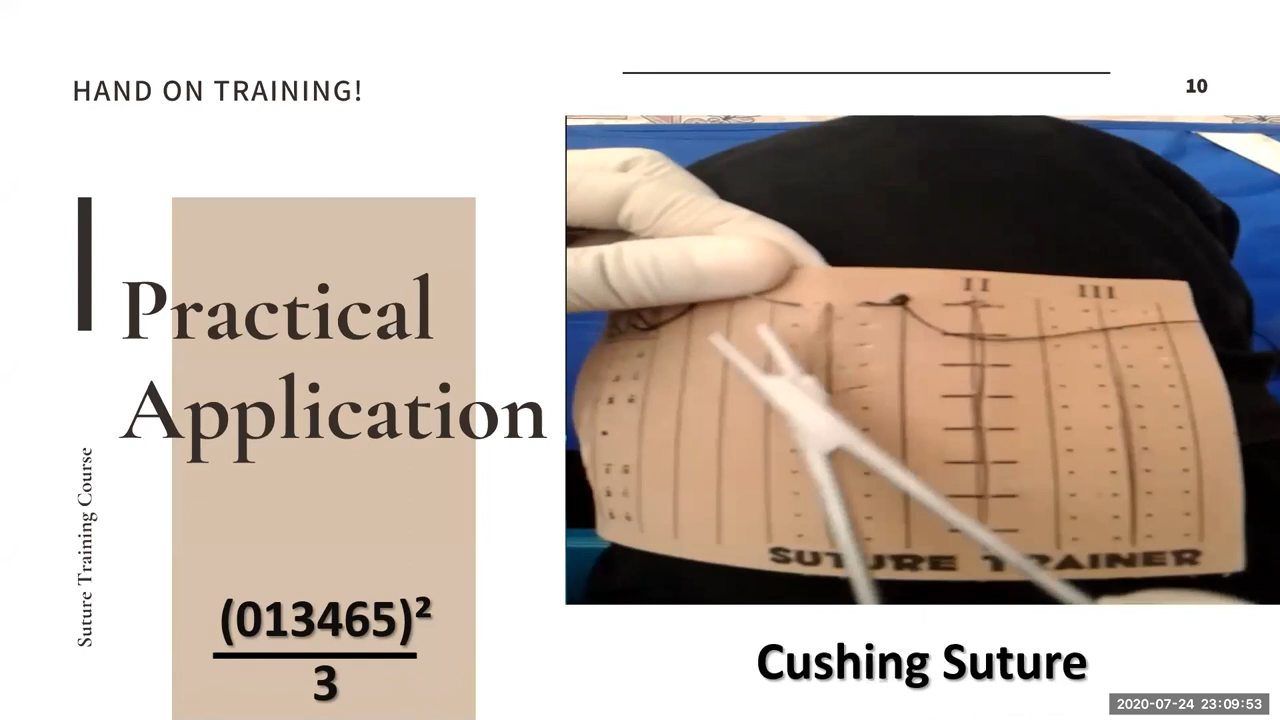 HAND ON TRAINING!
10
Practical
Application
Suture Training Course
(013465)²
3
II
III
SUTURE TRAINER
Cushing Suture
2020-07-24 23:09:53